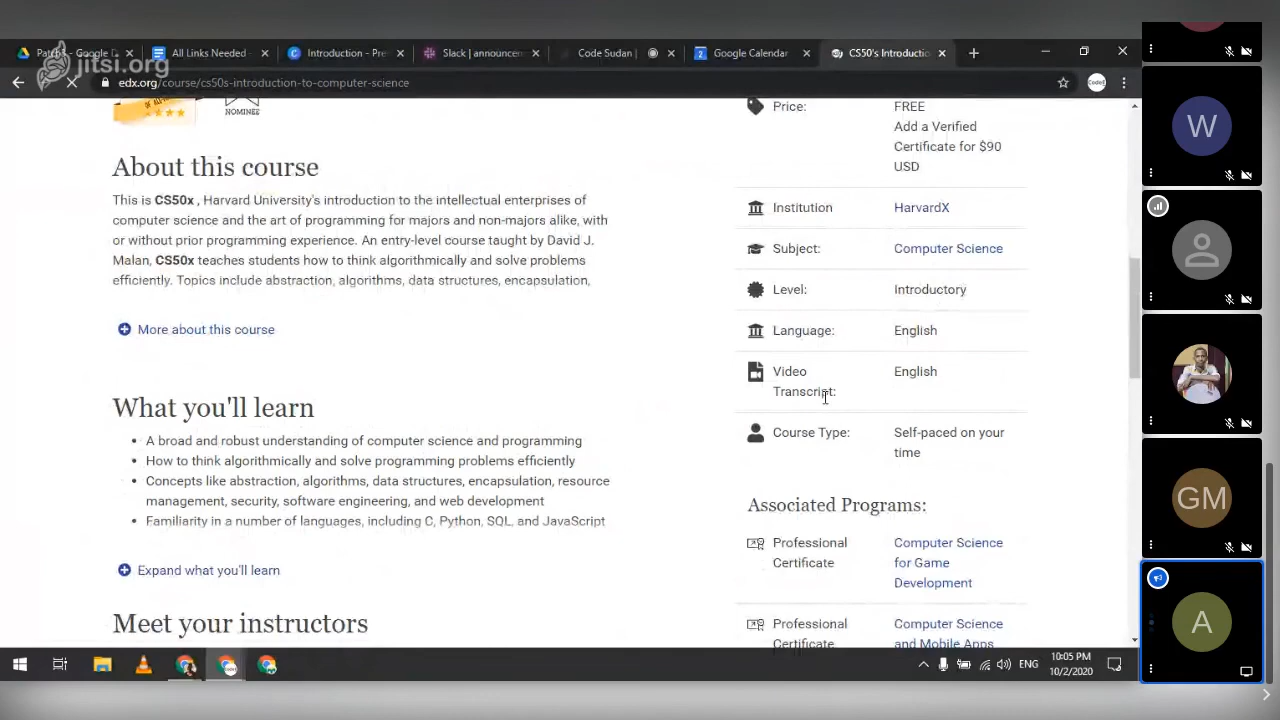 Patch
Google D
All Links Needed
Introduction - Pre
Slack | announcem
Code Sudan |
Google Calendar
CS50's Introductio
jitsi.org
edx.org/course/cs50s-introduction-to-computer-science
NOMINEE
About this course
This is CS50x , Harvard University's introduction to the intellectual enterprises of
computer science and the art of programming for majors and non-majors alike, with
or without prior programming experience. An entry-level course taught by David J.
Malan, CS50x teaches students how to think algorithmically and solve problems
efficiently. Topics include abstraction, algorithms, data structures, encapsulation,
More about this course
What you'll learn
A broad and robust understanding of computer science and programming
How to think algorithmically and solve programming problems efficiently
Concepts like abstraction, algorithms, data structures, encapsulation, resource
management, security, software engineering, and web development
Familiarity in a number of languages, including C, Python, SQL, and JavaScript
Expand what you'll learn
Meet your instructors
Price: FREE
Add a Verified
Certificate for $90
USD
Institution HarvardX
Subject: Computer Science
Level: Introductory
Language: English
Video English
Transcript:
Course Type: Self-paced on your
time
Associated Programs:
Professional Computer Science
Certificate for Game
Development
Professional Computer Science
Certificate and Mobile Apps
ENG
10:05 PM
10/2/2020
W
GM
A